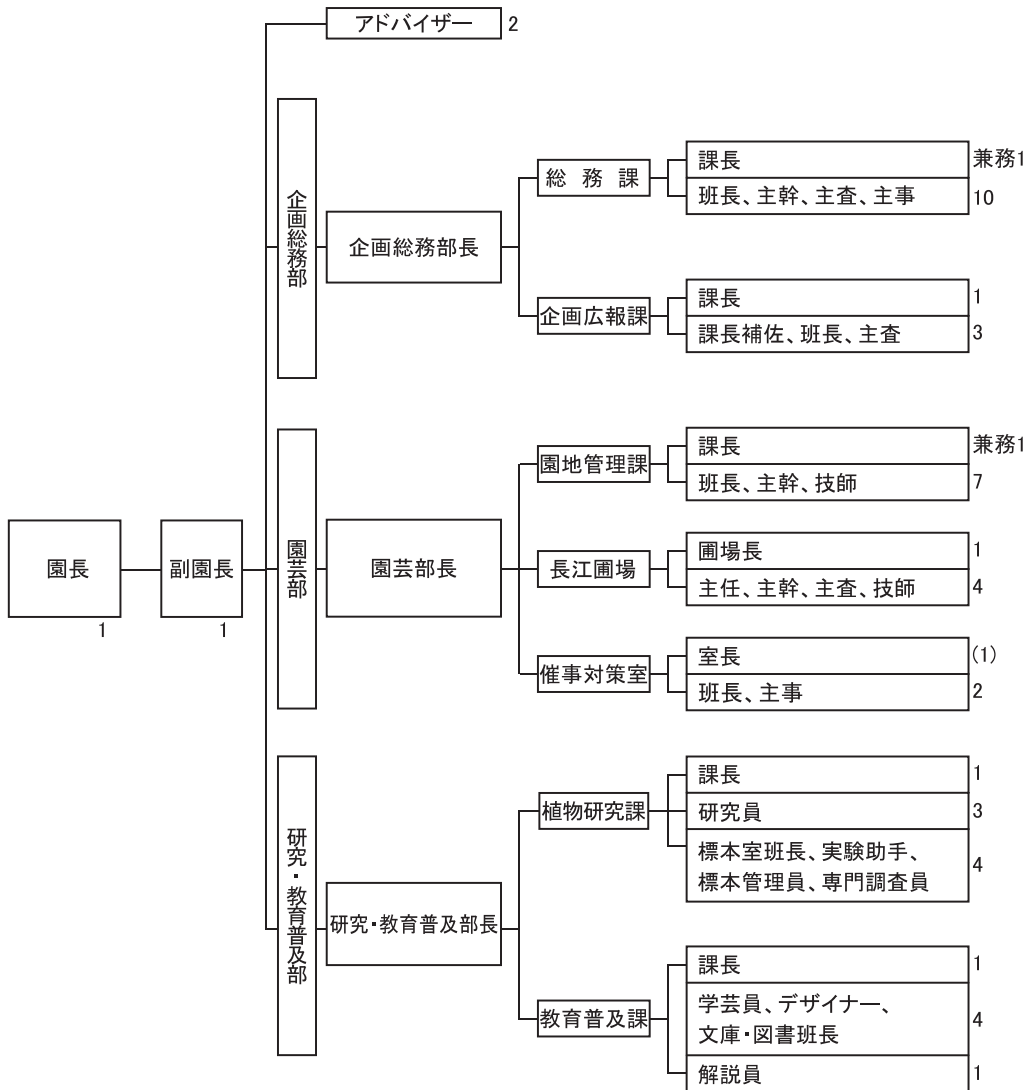 アドバイザー 2
企画総務部
企画総務部長
総務課
課長 兼務1
班長、主幹、主査、主事 10
企画広報課
課長 1
課長補佐、班長、主査 3
園長 1
副園長 1
園芸部
園芸部長
園地管理課
課長 兼務1
班長、主幹、技師 7
長江圃場
圃場長 1
主任、主幹、主査、技師 4
催事対策室
室長 (1)
班長、主事 2
研究・教育普及部
研究・教育普及部長
植物研究課
課長 1
研究員 3
標本室班長、実験助手、
標本管理員、専門調査員 4
教育普及課
課長 1
学芸員、デザイナー、
文庫・図書班長 4
解説員 1